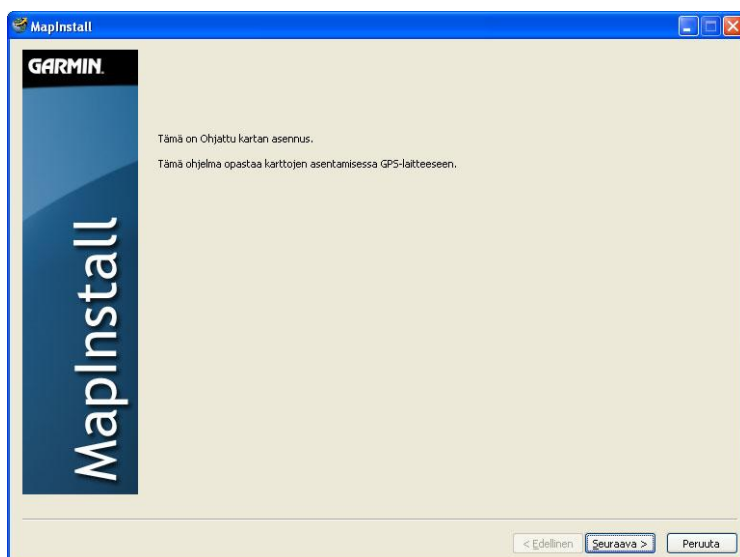 MapInstall
GARMIN.
Tämä on Ohjattu kartan asennus.
Tämä ohjelma opastaa karttojen asentamisessa GPS-laitteeseen.
MapInstall
< Edellinen
Seuraava >
Peruuta